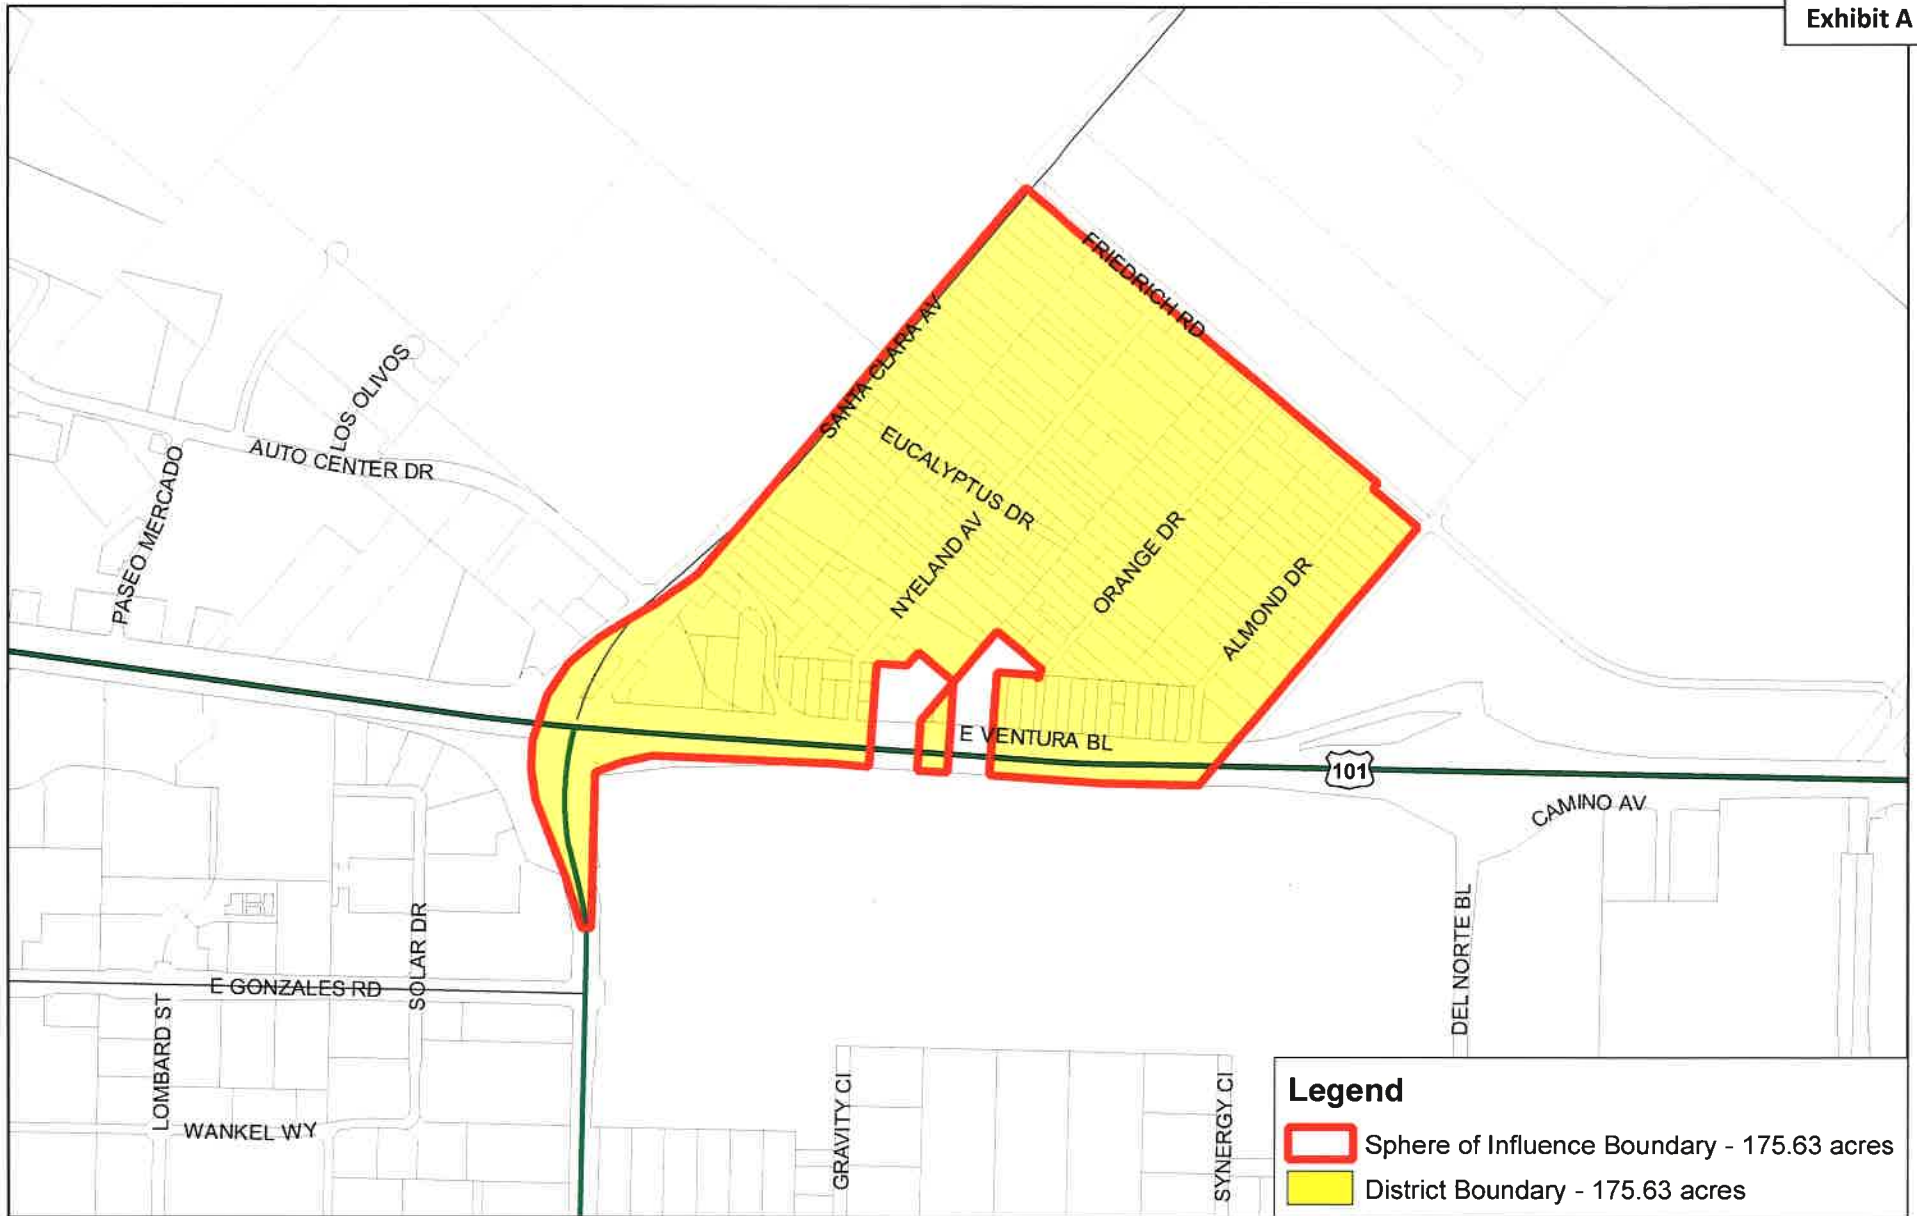 Exhibit A
FRIEDRICH RD
SANTA CLARA AV
LOS OLIVOS
AUTO CENTER DR
PASEO MERCADO
EUCALYPTUS DR
NYELAND AV
ORANGE DR
ALMOND DR
E VENTURA BL
101
CAMINO AV
DEL NORTE BL
SOLAR DR
E GONZALES RD
LOMBARD ST
WANKEL WY
GRAVITY CI
SYNERGY CI
Legend
Sphere of Influence Boundary - 175.63 acres
District Boundary - 175.63 acres